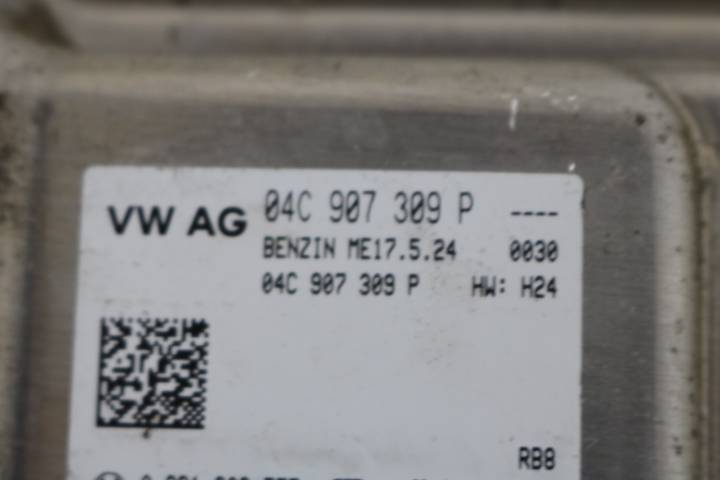 VW AG 04C 907 309 P ----
BENZIN ME17.5.24 0030
04C 907 309 P HW: H24
RB8